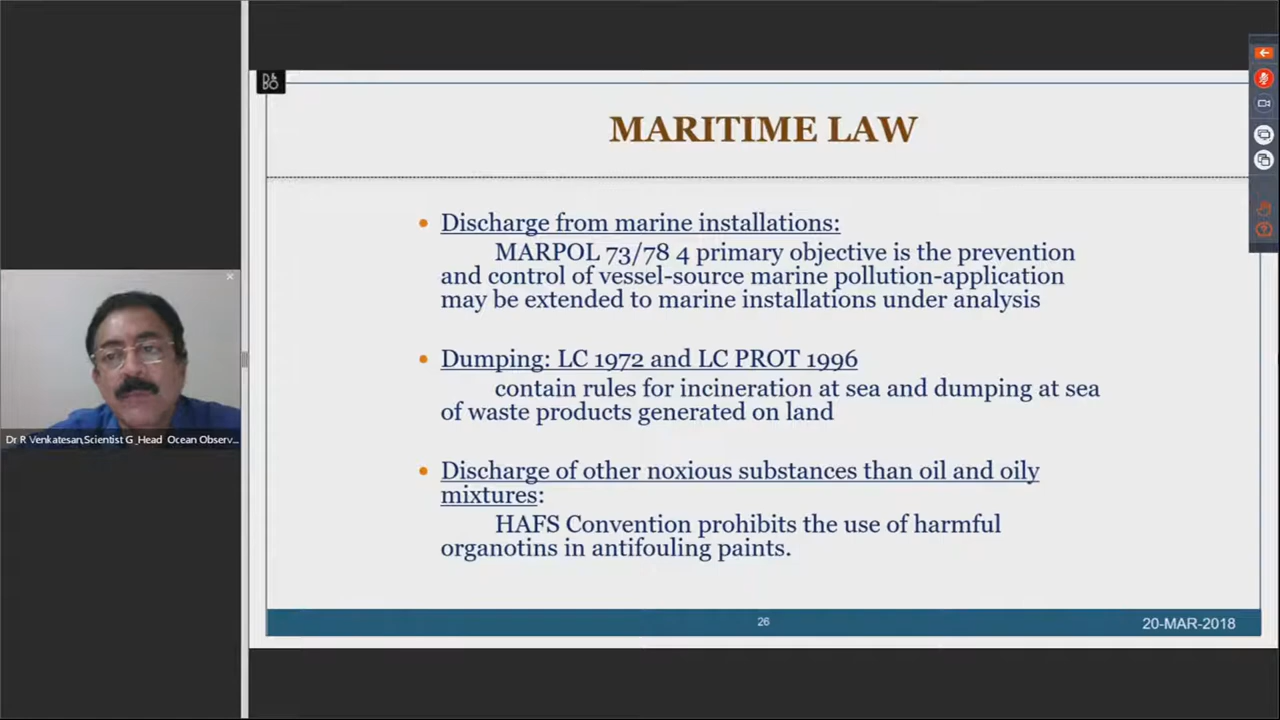 D&
BO
MARITIME LAW
• Discharge from marine installations:
MARPOL 73/78 4 primary objective is the prevention
and control of vessel-source marine pollution-application
may be extended to marine installations under analysis
• Dumping: LC 1972 and LC PROT 1996
contain rules for incineration at sea and dumping at sea
of waste products generated on land
• Discharge of other noxious substances than oil and oily
mixtures:
HAFS Convention prohibits the use of harmful
organotins in antifouling paints.
26
20-MAR-2018
Dr R Venkatesan,Scientist G_Head Ocean Observ...